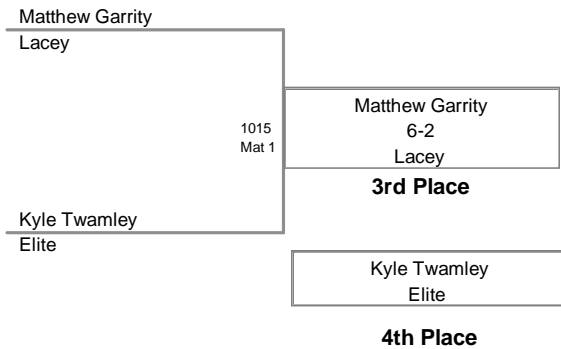 Matthew Garrity
Lacey
1015
Mat 1
Matthew Garrity
6-2
Lacey
3rd Place
Kyle Twamley
Elite
Kyle Twamley
Elite
4th Place